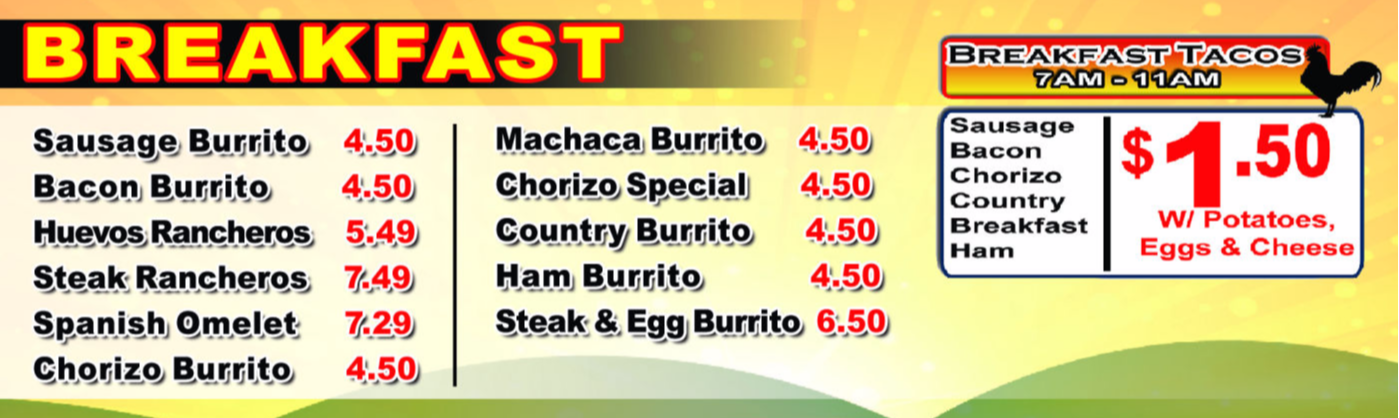 BREAKFAST
Sausage Burrito 4.50
Bacon Burrito 4.50
Huevos Rancheros 5.49
Steak Rancheros 7.49
Spanish Omelet 7.29
Chorizo Burrito 4.50
Machaca Burrito 4.50
Chorizo Special 4.50
Country Burrito 4.50
Ham Burrito 4.50
Steak & Egg Burrito 6.50
BREAKFAST TACOS
7AM - 11AM
Sausage
Bacon
Chorizo
Country
Breakfast
Ham
$1.50
W/ Potatoes,
Eggs & Cheese